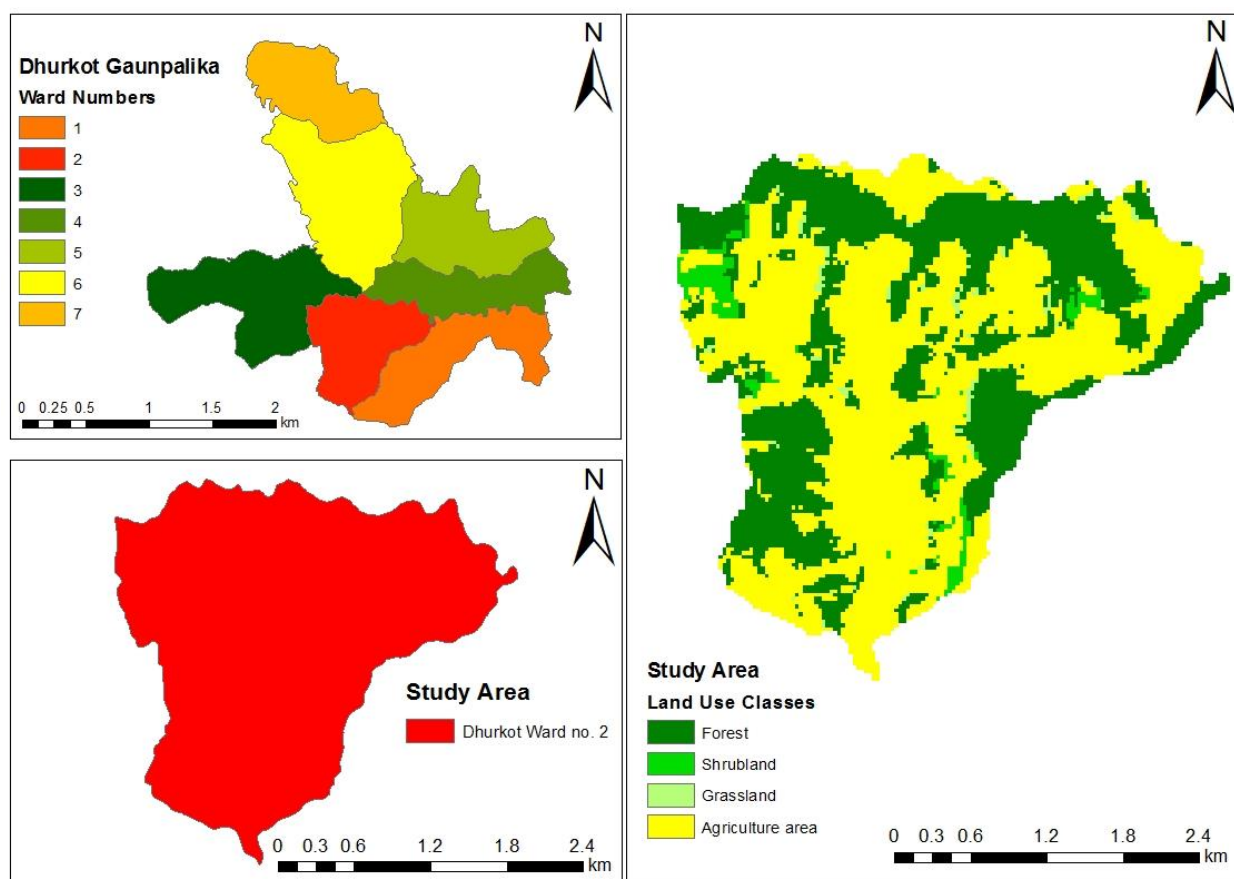 Dhurkot Gaunpalika
Ward Numbers
1
2
3
4
5
6
7
N
0 0.25 0.5 1 1.5 2
km
N
Study Area
Dhurkot Ward no. 2
0 0.3 0.6 1.2 1.8 2.4
km
N
Study Area
Land Use Classes
Forest
Shrubland
Grassland
Agriculture area
0 0.3 0.6 1.2 1.8 2.4
km